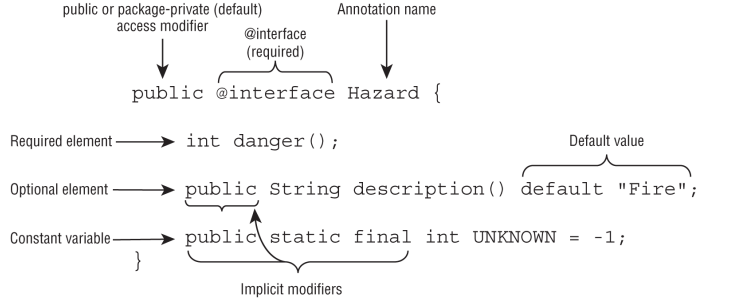 public or package-private (default)
access modifier
@interface
(required)
Annotation name
public @interface Hazard {
Required element
int danger();
Default value
Optional element
public String description() default "Fire";
Constant variable
public static final int UNKNOWN = -1;
}
Implicit modifiers